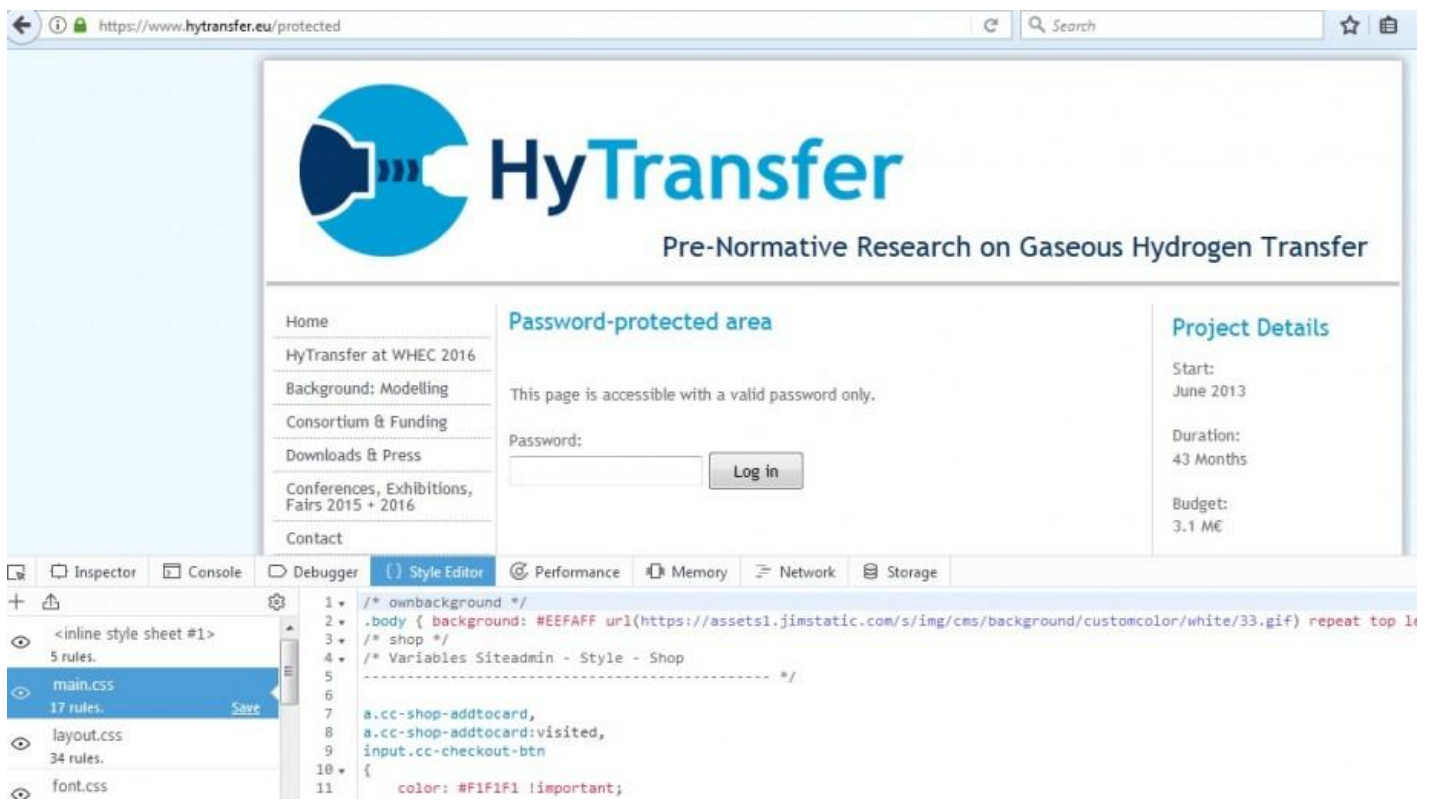 https://www.hytransfer.eu/protected
Search
HyTransfer
Pre-Normative Research on Gaseous Hydrogen Transfer
Home
HyTransfer at WHEC 2016
Background: Modelling
Consortium & Funding
Downloads & Press
Conferences, Exhibitions,
Fairs 2015 + 2016
Contact
Password-protected area
This page is accessible with a valid password only.
Password:
Log in
Project Details
Start:
June 2013
Duration:
43 Months
Budget:
3.1 M€
Inspector Console Debugger {} Style Editor Performance Memory Network Storage
<inline style sheet #1>
5 rules.
main.css
17 rules. Save
layout.css
34 rules.
font.css
1 /* ownbackground */
2 .body { background: #EEFAFF url(https://assets1.jimstatic.com/s/img/cms/background/customcolor/white/33.gif) repeat top le
3 /* shop */
4 /* Variables Siteadmin - Style - Shop
5 ----------------------------------------------- */
6
7 a.cc-shop-addtocard,
8 a.cc-shop-addtocard:visited,
9 input.cc-checkout-btn
10 {
11 color: #F1F1F1 !important;